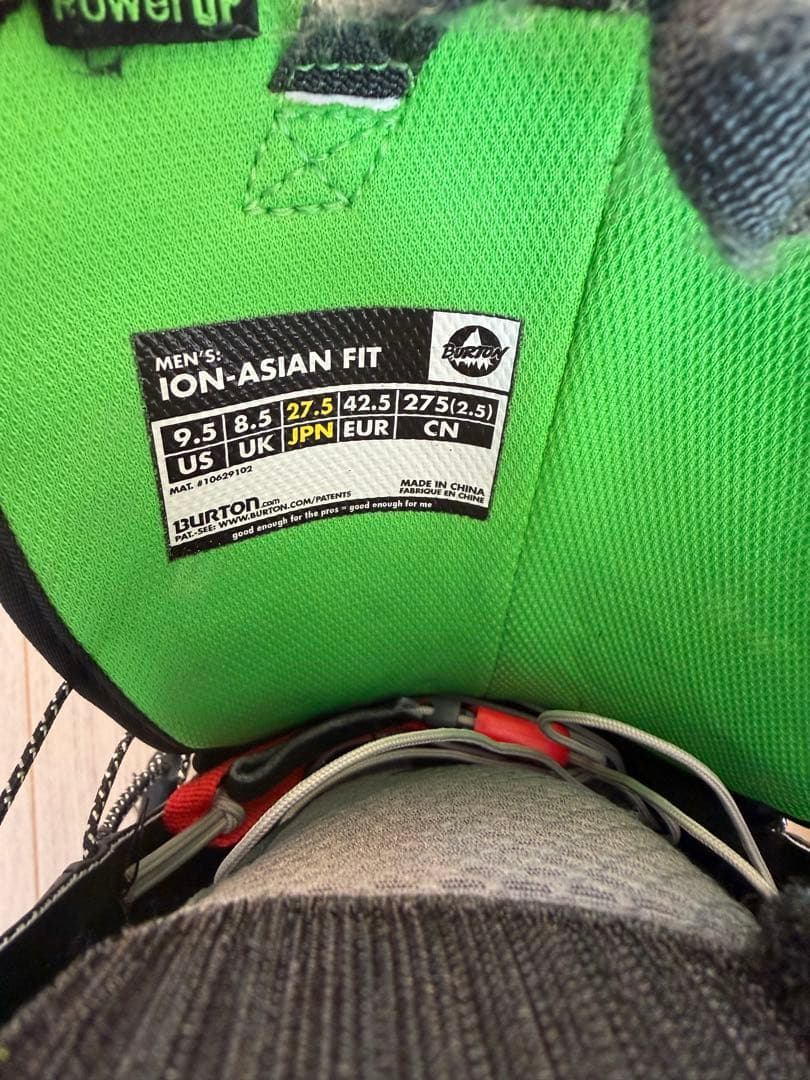 Power up
MEN'S:
ION-ASIAN FIT
BURTON
9.5 8.5 27.5 42.5 275(2.5)
US UK JPN EUR CN
MAT. #10629102
MADE IN CHINA
FABRIQUE EN CHINE
BURTON.com
PAT.-SEE: WWW.BURTON.COM/PATENTS
good enough for the pros = good enough for me